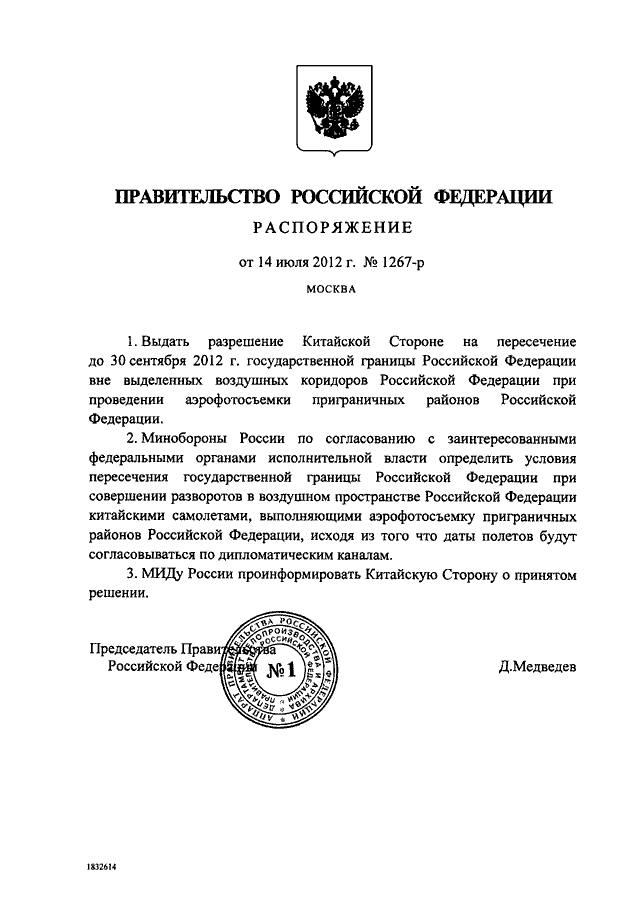 ПРАВИТЕЛЬСТВО РОССИЙСКОЙ ФЕДЕРАЦИИ
РАСПОРЯЖЕНИЕ
от 14 июля 2012 г. № 1267-р
МОСКВА
1. Выдать разрешение Китайской Стороне на пересечение
до 30 сентября 2012 г. государственной границы Российской Федерации
вне выделенных воздушных коридоров Российской Федерации при
проведении аэрофотосъемки приграничных районов Российской
Федерации.
2. Минобороны России по согласованию с заинтересованными
федеральными органами исполнительной власти определить условия
пересечения государственной границы Российской Федерации при
совершении разворотов в воздушном пространстве Российской Федерации
китайскими самолетами, выполняющими аэрофотосъемку приграничных
районов Российской Федерации, исходя из того что даты полетов будут
согласовываться по дипломатическим каналам.
3. МИДу России проинформировать Китайскую Сторону о принятом
решении.
Председатель Правительства
Российской Федерации
Д.Медведев
АППАРАТ ПРАВИТЕЛЬСТВА РОССИЙСКОЙ ФЕДЕРАЦИИ
ДЕПАРТАМЕНТ ДЕЛОПРОИЗВОДСТВА И АРХИВА
ПРАВИТЕЛЬСТВО РОССИЙСКОЙ ФЕДЕРАЦИИ
№1
1832614